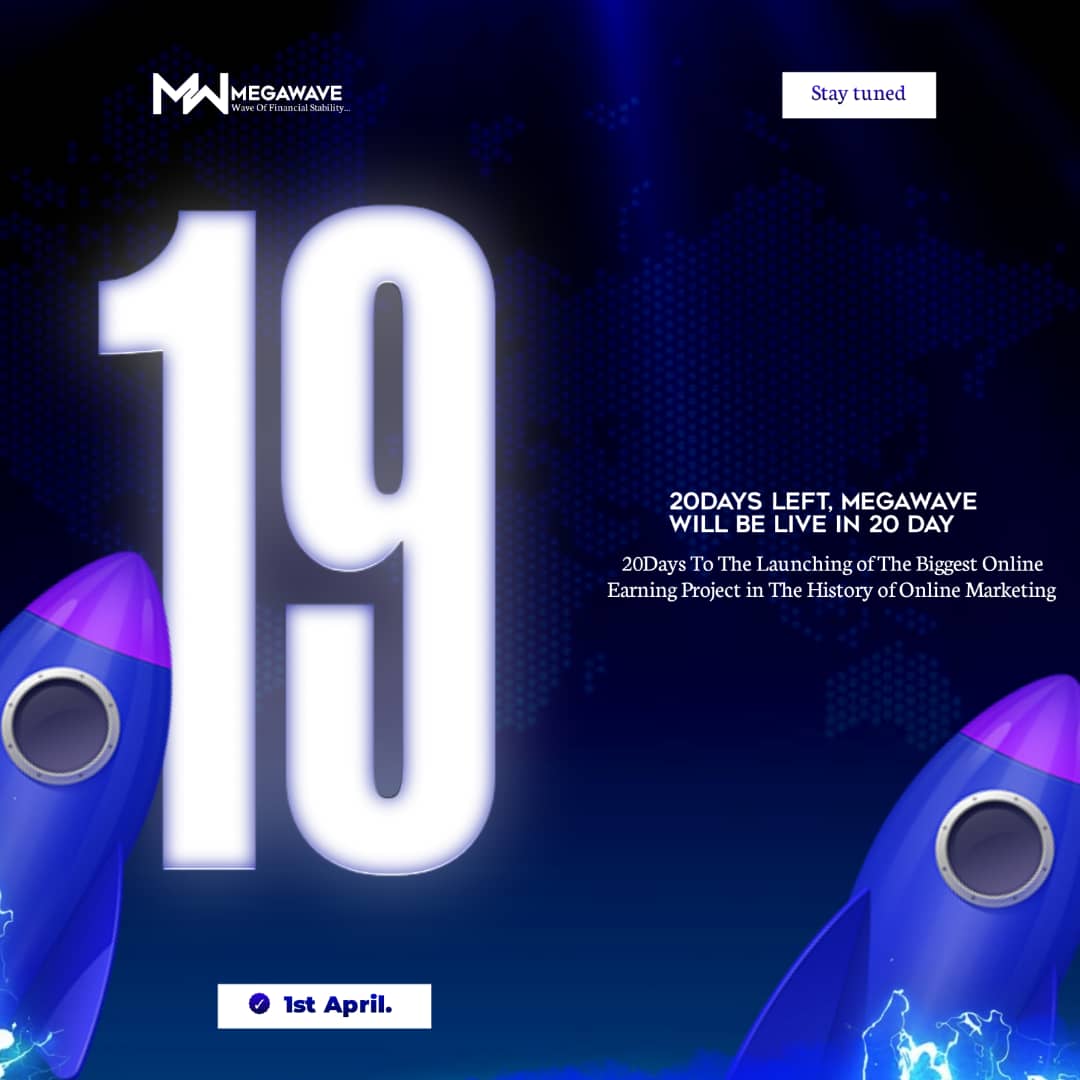 MW MEGAWAVE
Wave Of Financial Stability...
Stay tuned
19
20DAYS LEFT, MEGAWAVE
WILL BE LIVE IN 20 DAY
20Days To The Launching of The Biggest Online
Earning Project in The History of Online Marketing
1st April.